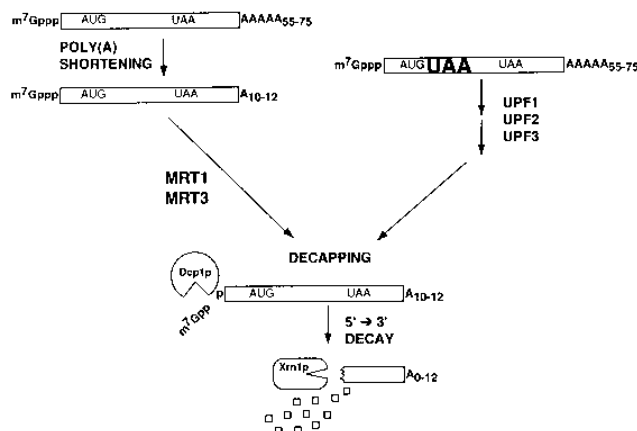 m⁷Gppp AUG UAA AAAAA₅₅₋₇₅
POLY(A)
SHORTENING
m⁷Gppp AUG UAA A₁₀₋₁₂
m⁷Gppp AUG UAA UAA AAAAA₅₅₋₇₅
UPF1
UPF2
UPF3
MRT1
MRT3
DECAPPING
Dcp1p
m⁷Gpp p AUG UAA A₁₀₋₁₂
5' → 3'
DECAY
Xrn1p A₀₋₁₂